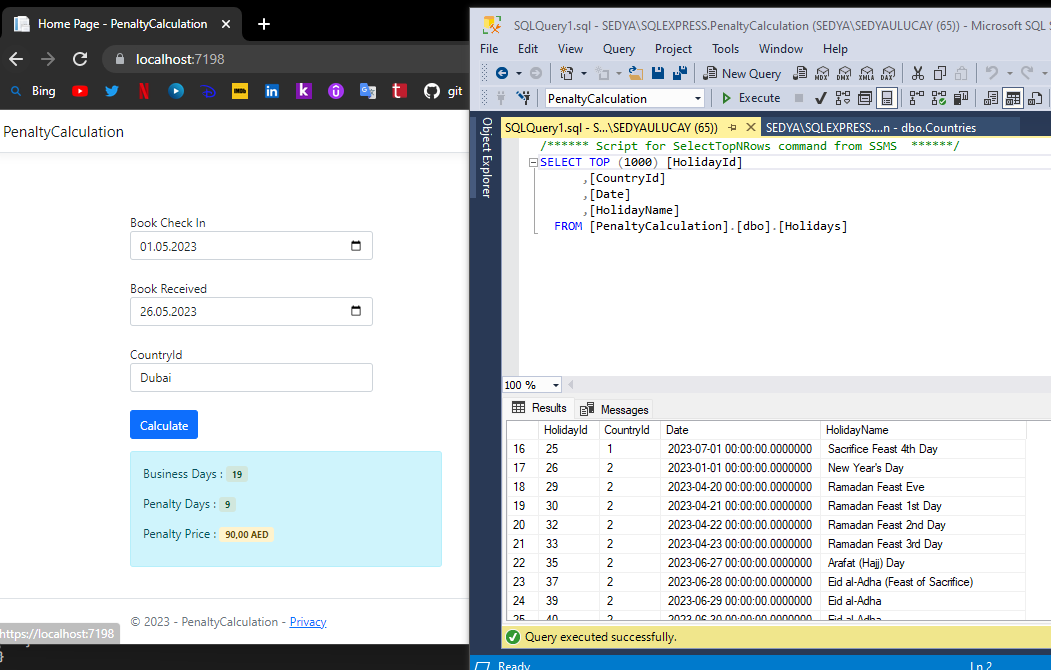 Home Page - PenaltyCalculation
localhost:7198
Bing
git
PenaltyCalculation
Book Check In
01.05.2023
Book Received
26.05.2023
CountryId
Dubai
Calculate
Business Days : 19
Penalty Days : 9
Penalty Price : 90,00 AED
© 2023 - PenaltyCalculation - Privacy
https://localhost:7198
}
SQLQuery1.sql - SEDYA\SQLEXPRESS.PenaltyCalculation (SEDYA\SEDYAULUCAY (65)) - Microsoft SQL S
File Edit View Query Project Tools Window Help
New Query
PenaltyCalculation Execute
Object Explorer
SQLQuery1.sql - S...\SEDYAULUCAY (65)) SEDYA\SQLEXPRESS....n - dbo.Countries
/****** Script for SelectTopNRows command from SSMS ******/
SELECT TOP (1000) [HolidayId]
,[CountryId]
,[Date]
,[HolidayName]
FROM [PenaltyCalculation].[dbo].[Holidays]
100 %
Results Messages
HolidayId CountryId Date HolidayName
16 25 1 2023-07-01 00:00:00.0000000 Sacrifice Feast 4th Day
17 26 2 2023-01-01 00:00:00.0000000 New Year's Day
18 29 2 2023-04-20 00:00:00.0000000 Ramadan Feast Eve
19 30 2 2023-04-21 00:00:00.0000000 Ramadan Feast 1st Day
20 32 2 2023-04-22 00:00:00.0000000 Ramadan Feast 2nd Day
21 33 2 2023-04-23 00:00:00.0000000 Ramadan Feast 3rd Day
22 35 2 2023-06-27 00:00:00.0000000 Arafat (Hajj) Day
23 37 2 2023-06-28 00:00:00.0000000 Eid al-Adha (Feast of Sacrifice)
24 39 2 2023-06-29 00:00:00.0000000 Eid al-Adha
25 40 2 2023-06-30 00:00:00.0000000 Eid al-Adha
Query executed successfully.
Ready Ln 2